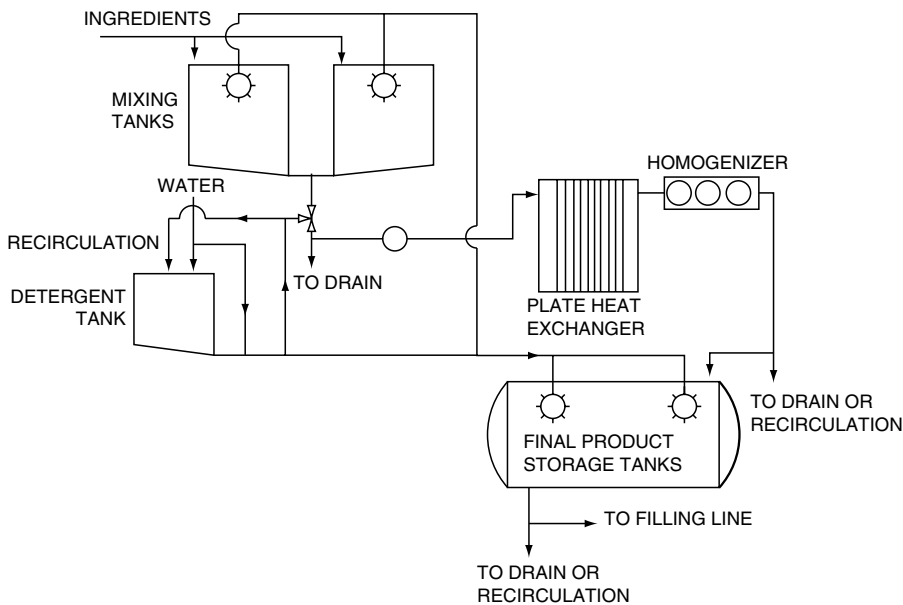 INGREDIENTS
MIXING
TANKS
WATER
HOMOGENIZER
RECIRCULATION
TO DRAIN
DETERGENT
TANK
PLATE HEAT
EXCHANGER
TO DRAIN OR
RECIRCULATION
FINAL PRODUCT
STORAGE TANKS
TO FILLING LINE
TO DRAIN OR
RECIRCULATION